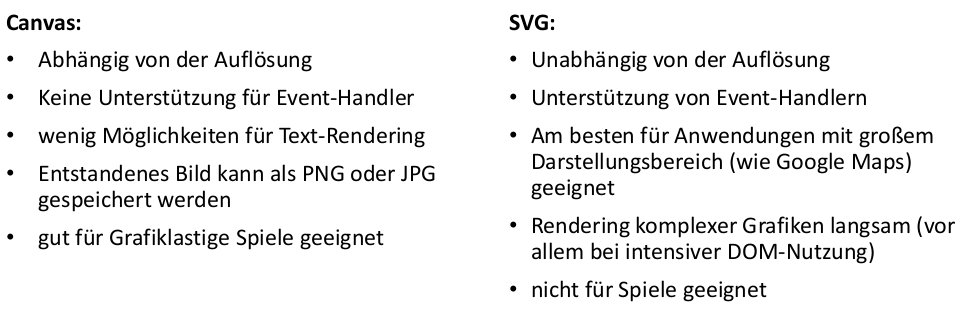 Canvas:
• Abhängig von der Auflösung
• Keine Unterstützung für Event-Handler
• wenig Möglichkeiten für Text-Rendering
• Entstandenes Bild kann als PNG oder JPG
gespeichert werden
• gut für Grafiklastige Spiele geeignet
SVG:
• Unabhängig von der Auflösung
• Unterstützung von Event-Handlern
• Am besten für Anwendungen mit großem
Darstellungsbereich (wie Google Maps)
geeignet
• Rendering komplexer Grafiken langsam (vor
allem bei intensiver DOM-Nutzung)
• nicht für Spiele geeignet